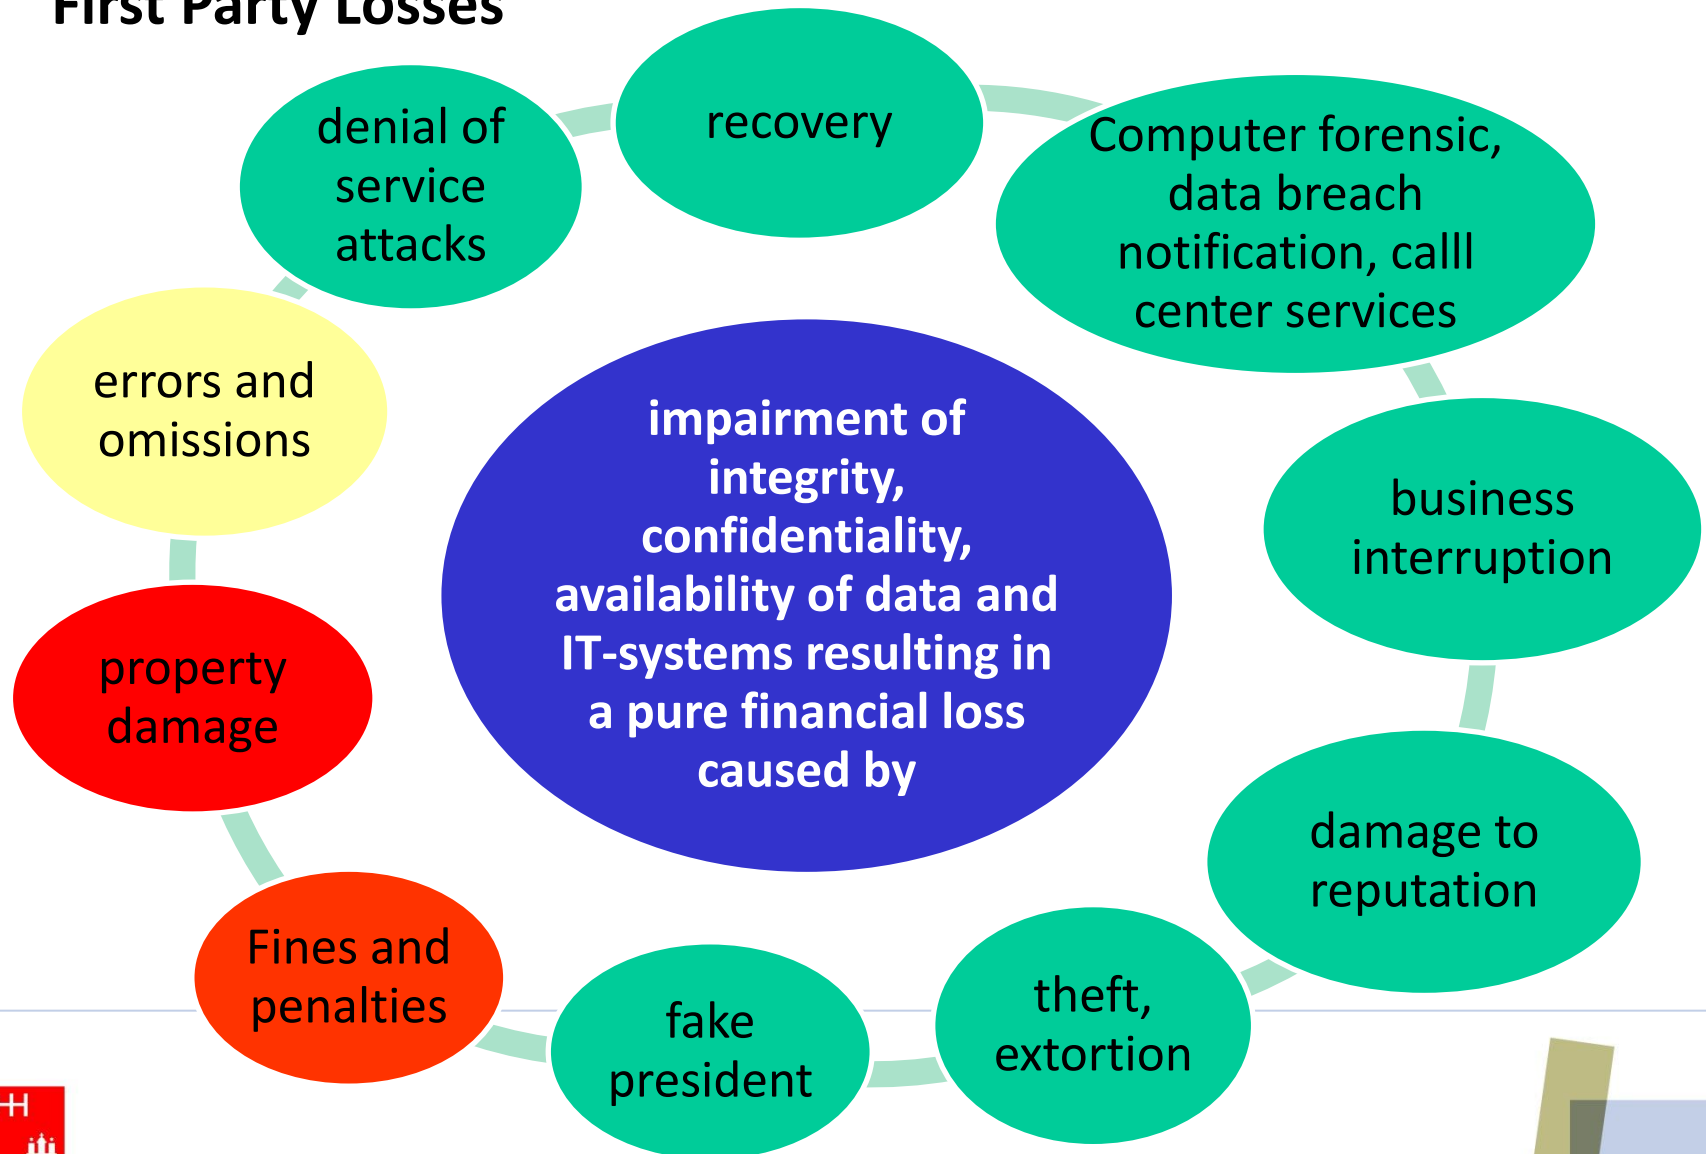 First Party Losses
recovery
denial of
service
attacks
Computer forensic,
data breach
notification, calll
center services
errors and
omissions
impairment of
integrity,
confidentiality,
availability of data and
IT-systems resulting in
a pure financial loss
caused by
business
interruption
property
damage
damage to
reputation
Fines and
penalties
fake
president
theft,
extortion
H